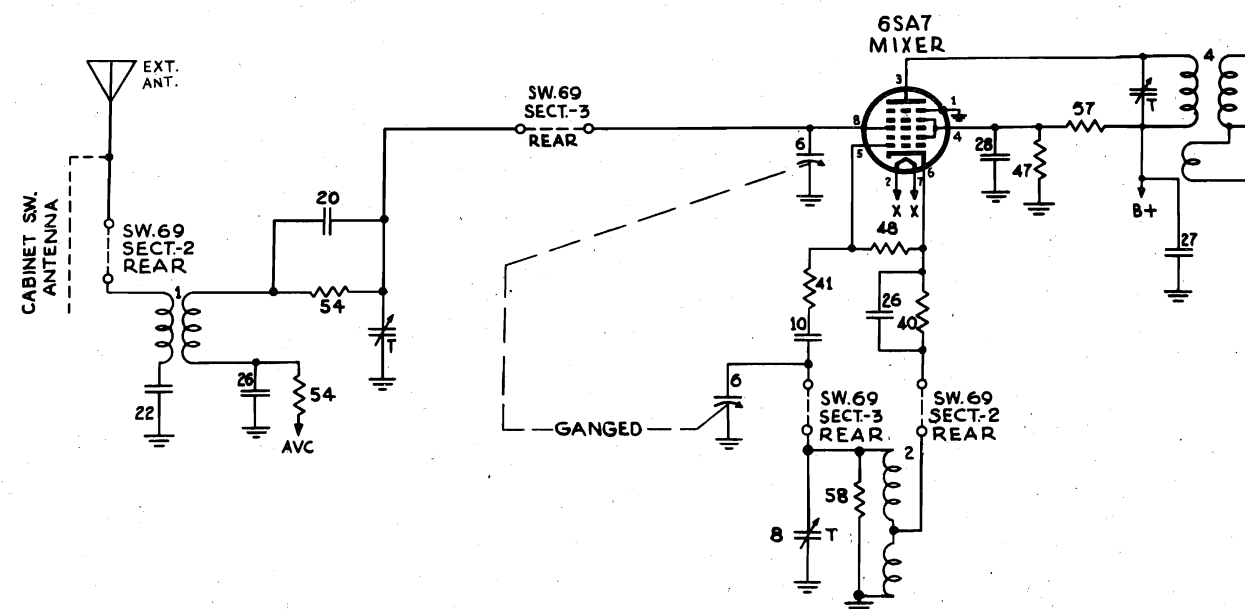 6SA7
MIXER
EXT.
ANT.
SW.69
SECT.-3
REAR
3
1
8
4
5
2
7
6
X X
6
28
47
57
T
4
B+
27
CABINET S.W.
ANTENNA
SW.69
SECT.-2
REAR
20
1
54
T
22
26
54
AVC
48
41
10
26
40
6
GANGED
SW.69
SECT.-3
REAR
SW.69
SECT.-2
REAR
2
58
8
T